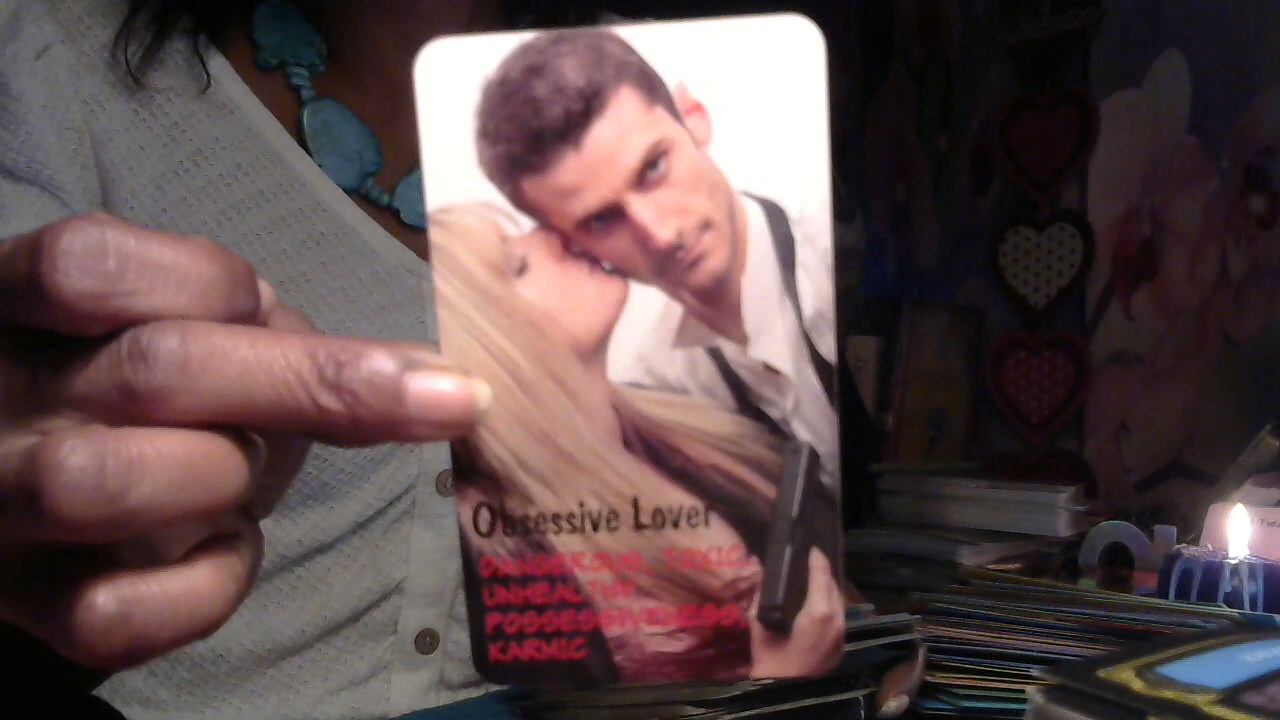 Obsessive Lover
DANGEROUS, TOXIC,
UNHEALTHY
POSSESSIVENESS,
KARMIC